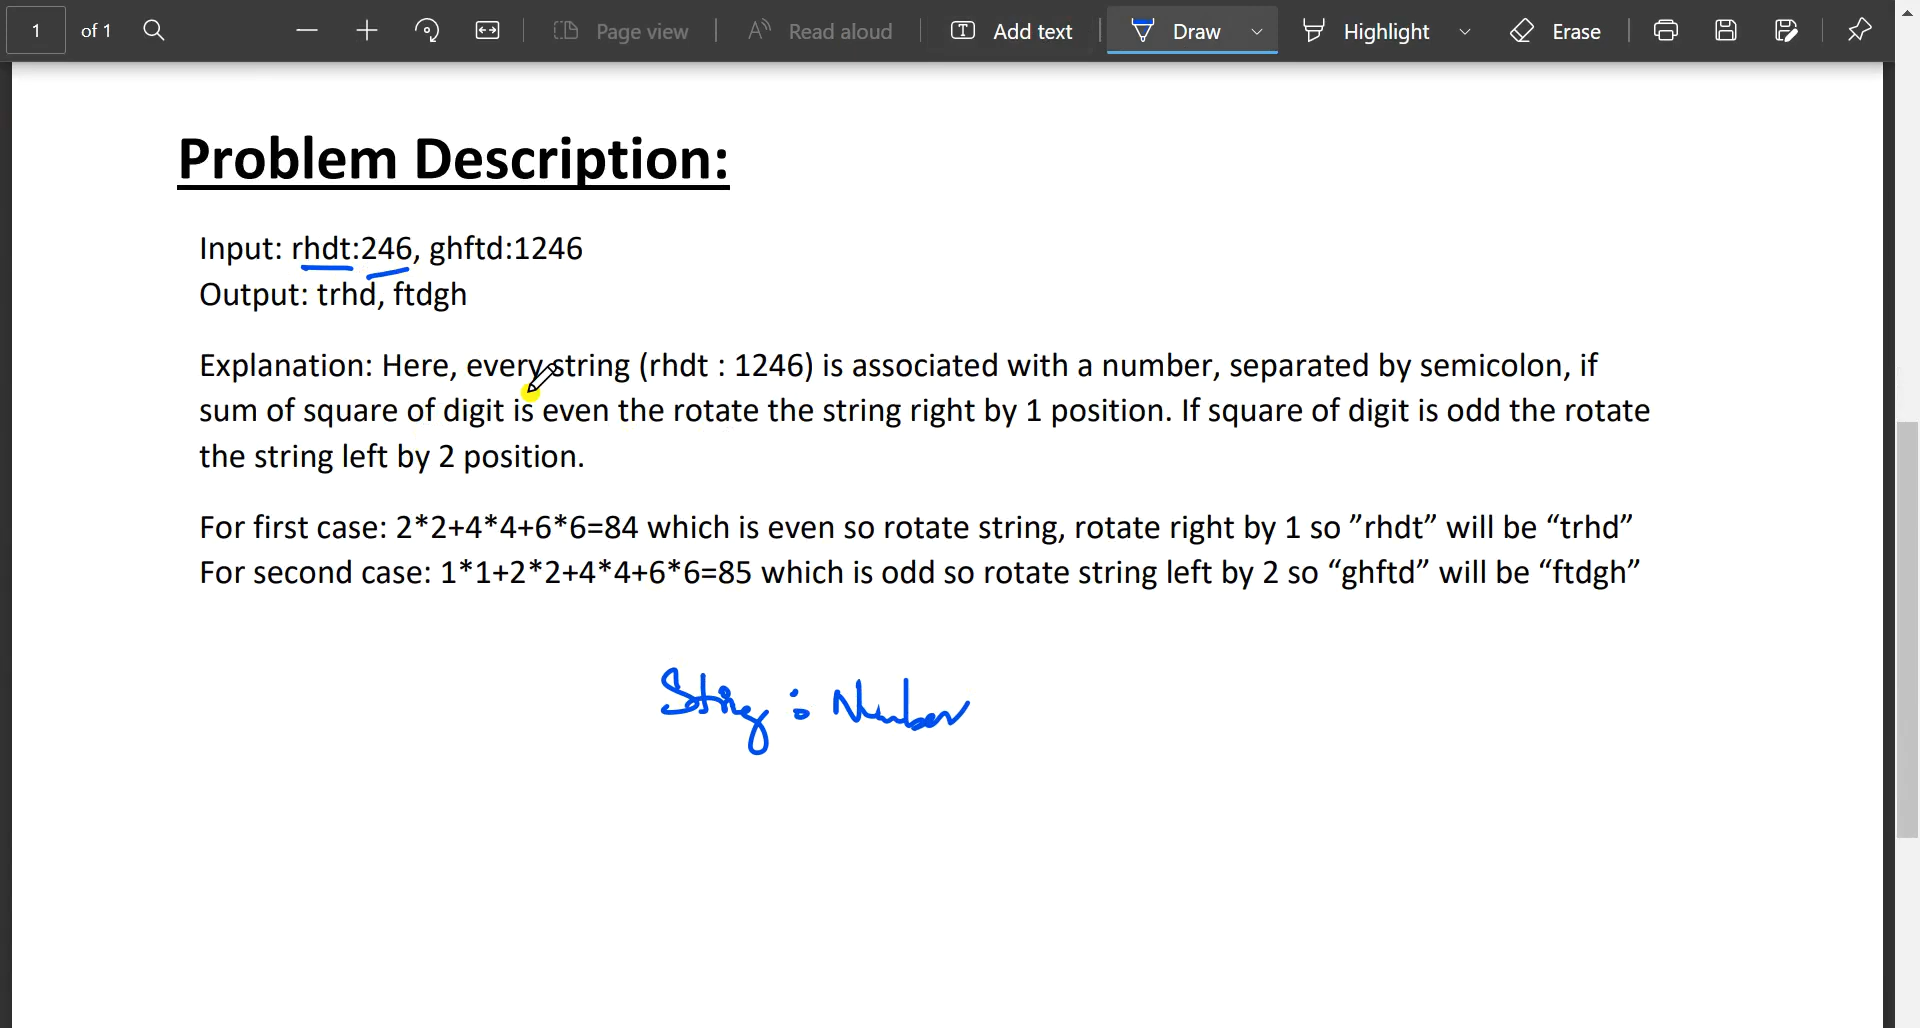 1 of 1 Page view Read aloud Add text Draw Highlight Erase
Problem Description:
Input: rhdt:246, ghftd:1246
Output: trhd, ftdgh
Explanation: Here, every string (rhdt : 1246) is associated with a number, separated by semicolon, if
sum of square of digit is even the rotate the string right by 1 position. If square of digit is odd the rotate
the string left by 2 position.
For first case: 2*2+4*4+6*6=84 which is even so rotate string, rotate right by 1 so ”rhdt” will be “trhd”
For second case: 1*1+2*2+4*4+6*6=85 which is odd so rotate string left by 2 so “ghftd” will be “ftdgh”
String : Number